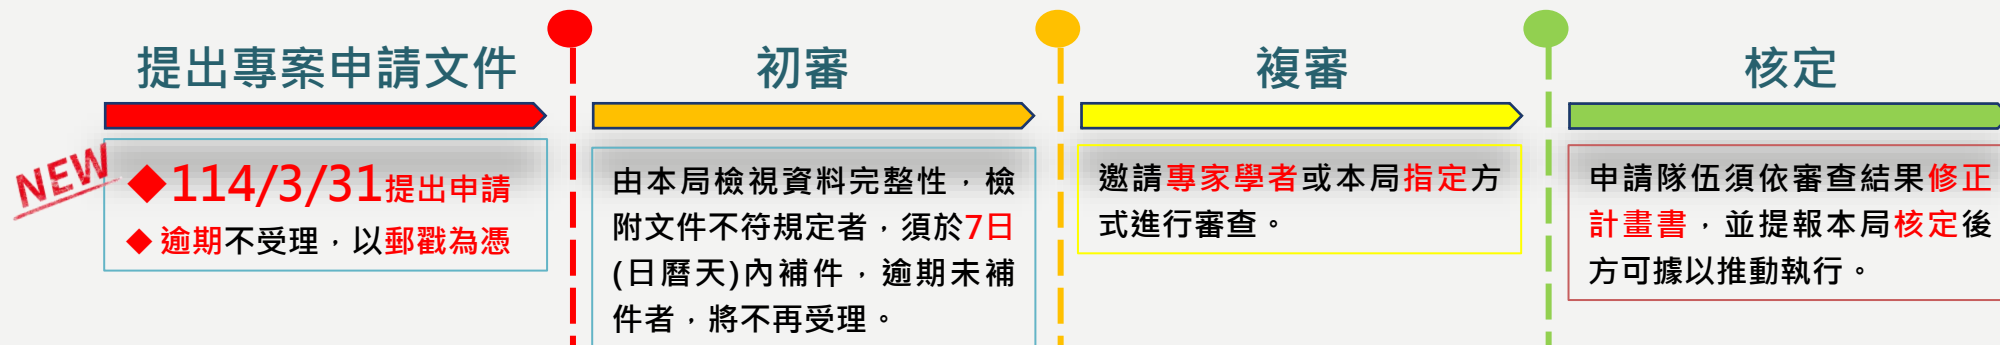 提出專案申請文件
NEW
◆114/3/31提出申請
◆逾期不受理，以郵戳為憑
初審
由本局檢視資料完整性，檢
附文件不符規定者，須於7日
(日曆天)內補件，逾期未補
件者，將不再受理。
複審
邀請專家學者或本局指定方
式進行審查。
核定
申請隊伍須依審查結果修正
計畫書，並提報本局核定後
方可據以推動執行。